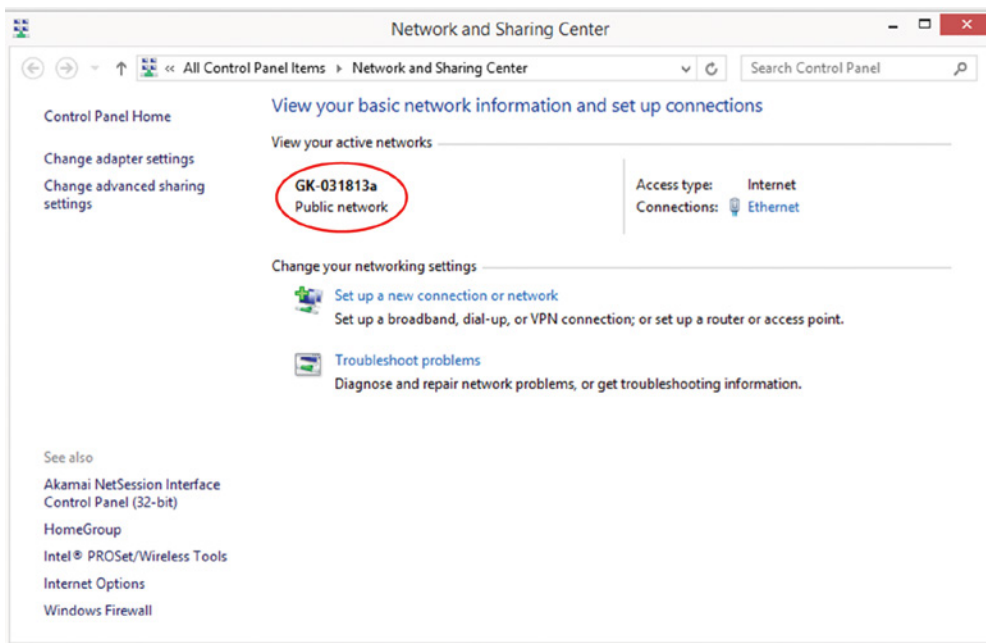 Network and Sharing Center
« All Control Panel Items Network and Sharing Center
Search Control Panel
Control Panel Home
Change adapter settings
Change advanced sharing
settings
View your basic network information and set up connections
View your active networks
GK-031813a
Public network
Access type: Internet
Connections: Ethernet
Change your networking settings
Set up a new connection or network
Set up a broadband, dial-up, or VPN connection; or set up a router or access point.
Troubleshoot problems
Diagnose and repair network problems, or get troubleshooting information.
See also
Akamai NetSession Interface
Control Panel (32-bit)
HomeGroup
Intel® PROSet/Wireless Tools
Internet Options
Windows Firewall